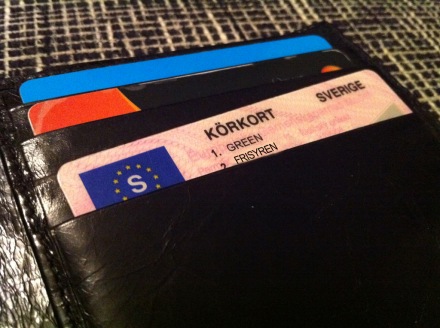 KÖRKORT SVERIGE
1. GREEN
2. FRISYREN
S